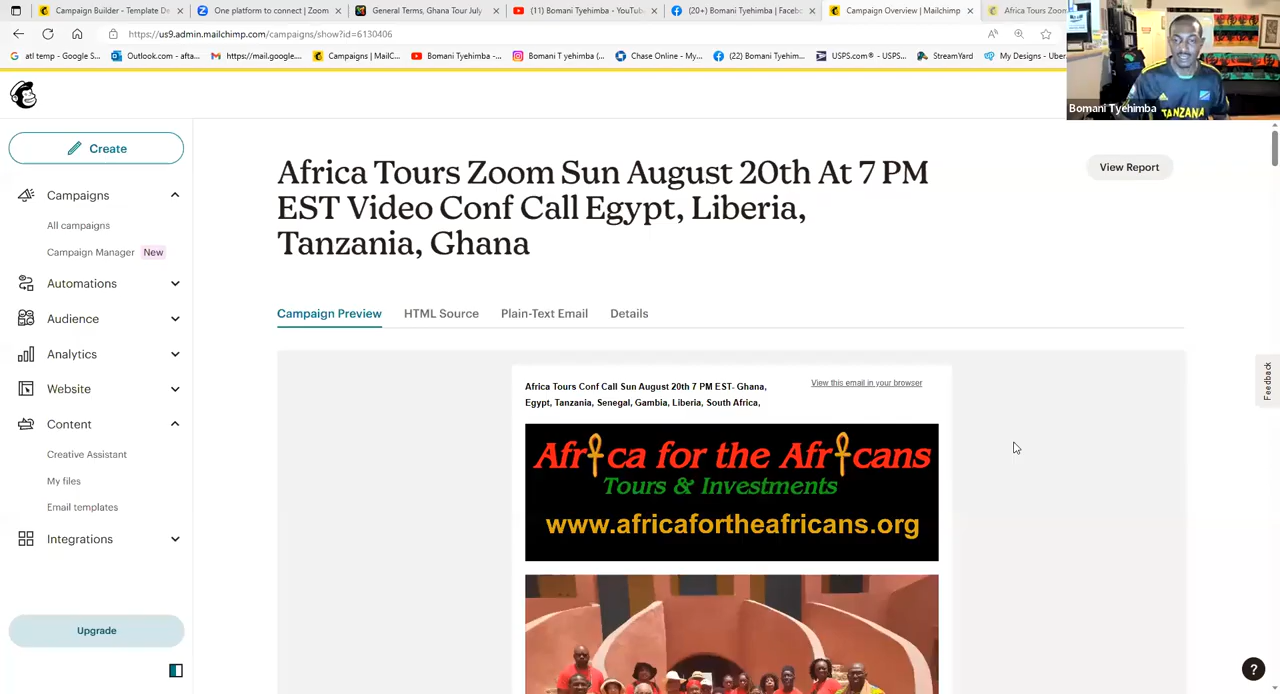 Campaign Builder - Template De
One platform to connect | Zoom
General Terms, Ghana Tour July
(11) Bomani Tyehimba - YouTub
(20+) Bomani Tyehimba | Faceb
Campaign Overview | Mailchimp
Africa Tours Zoom
https://us9.admin.mailchimp.com/campaigns/show?id=6130406
atl temp - Google S...
Outlook.com - afta...
https://mail.google....
Campaigns | MailC...
Bomani Tyehimba -...
Bomani T yehimba (...
Chase Online - My...
(22) Bomani Tyehim...
USPS.com® - USPS...
StreamYard
My Designs - Uber
TANZANIA
Bomani Tyehimba
Create
Campaigns
All campaigns
Campaign Manager New
Automations
Audience
Analytics
Website
Content
Creative Assistant
My files
Email templates
Integrations
Upgrade
Africa Tours Zoom Sun August 20th At 7 PM
EST Video Conf Call Egypt, Liberia,
Tanzania, Ghana
View Report
Campaign Preview HTML Source Plain-Text Email Details
Africa Tours Conf Call Sun August 20th 7 PM EST- Ghana,
Egypt, Tanzania, Senegal, Gambia, Liberia, South Africa,
View this email in your browser
Africa for the Africans
Tours & Investments
www.africafortheafricans.org
Feedback
?